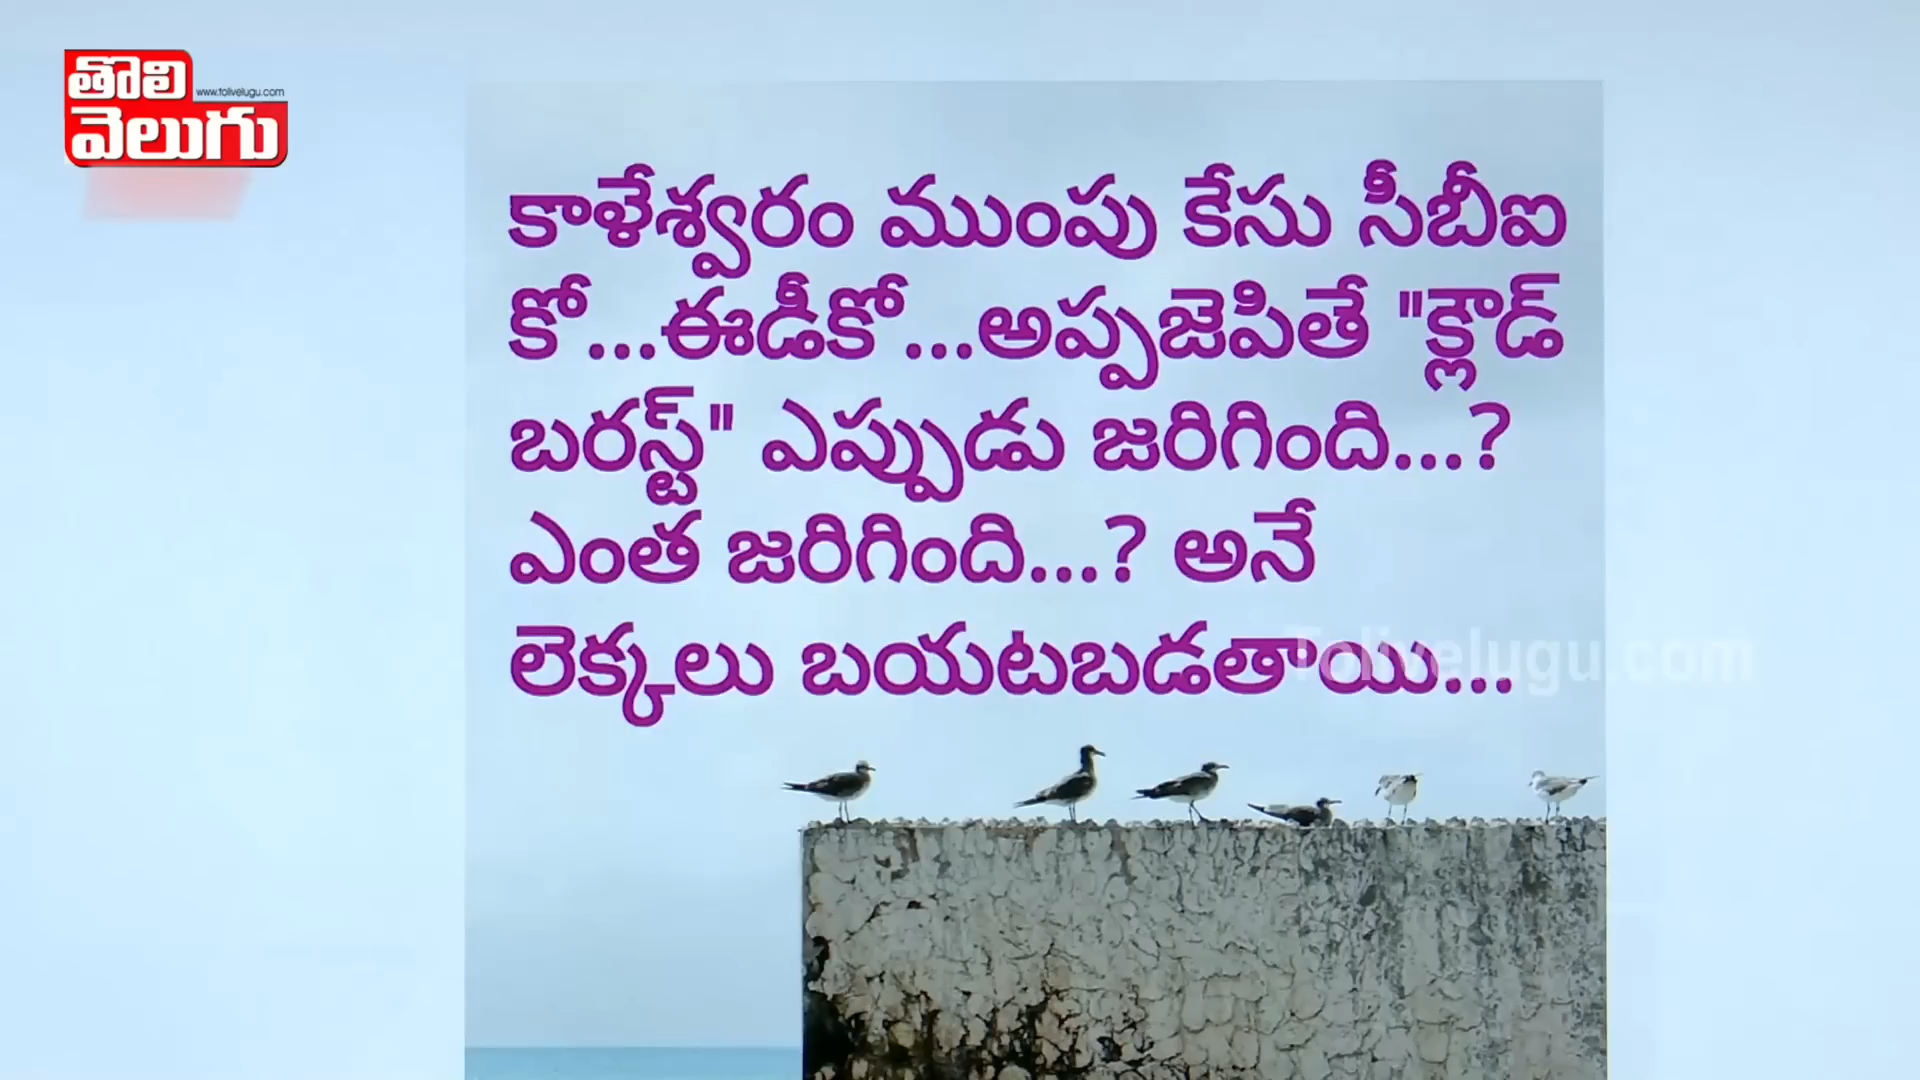 తొలి
వెలుగు
www.tolivelugu.com
కాళేశ్వరం ముంపు కేసు సీబీఐ
కో...ఈడీకో...అప్పజెపితే "క్లౌడ్
బరస్ట్" ఎప్పుడు జరిగింది...?
ఎంత జరిగింది...? అనే
లెక్కలు బయటబడతాయి...
Tolivelugu.com